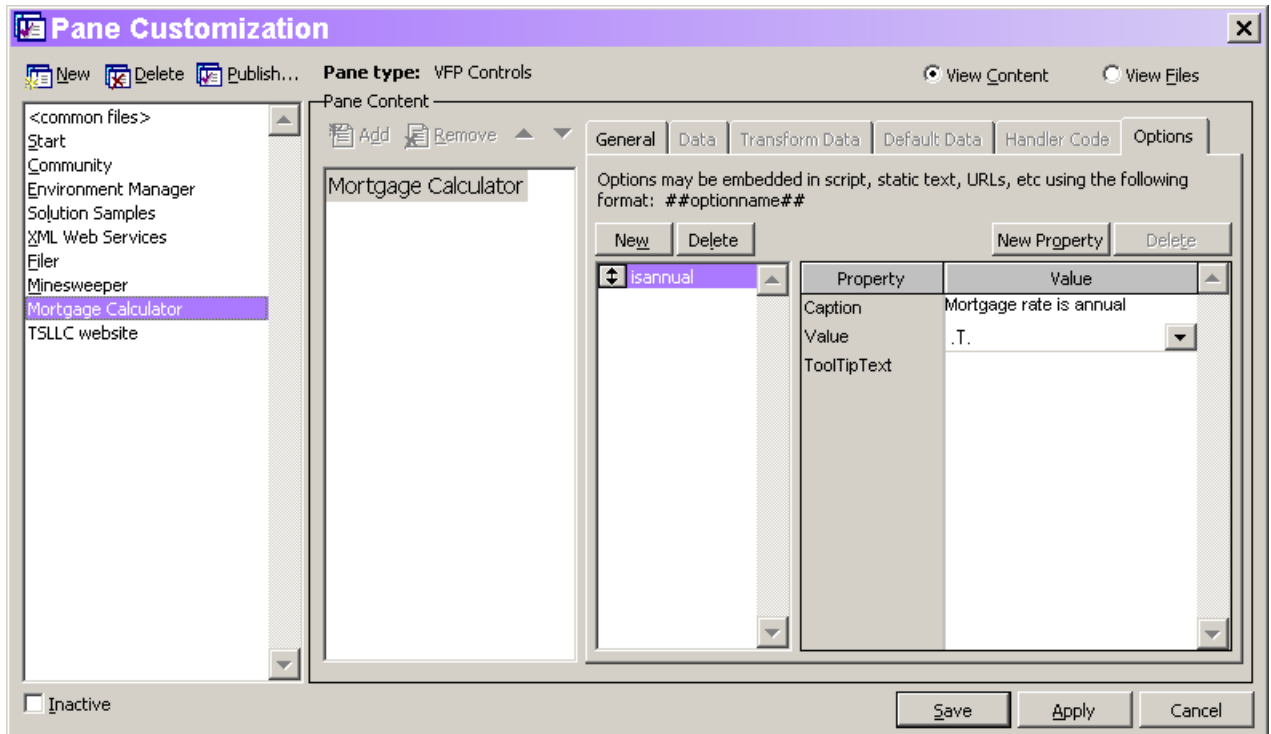 Pane Customization
New Delete Publish... Pane type: VFP Controls View Content View Files
<common files>
Start
Community
Environment Manager
Solution Samples
XML Web Services
Filer
Minesweeper
Mortgage Calculator
TSLLC website
Pane Content
Add Remove
Mortgage Calculator
General Data Transform Data Default Data Handler Code Options
Options may be embedded in script, static text, URLs, etc using the following
format: ##optionname##
New Delete New Property Delete
isannual
Property Value
Caption Mortgage rate is annual
Value .T.
ToolTipText
Inactive
Save Apply Cancel